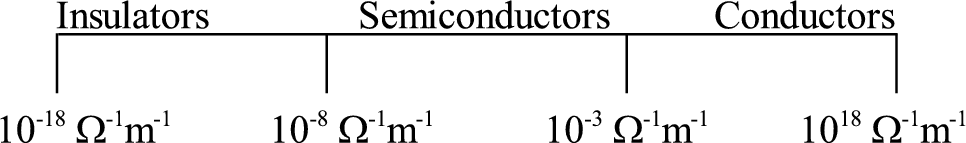 Insulators Semiconductors Conductors
10⁻¹⁸ Ω⁻¹m⁻¹ 10⁻⁸ Ω⁻¹m⁻¹ 10⁻³ Ω⁻¹m⁻¹ 10¹⁸ Ω⁻¹m⁻¹